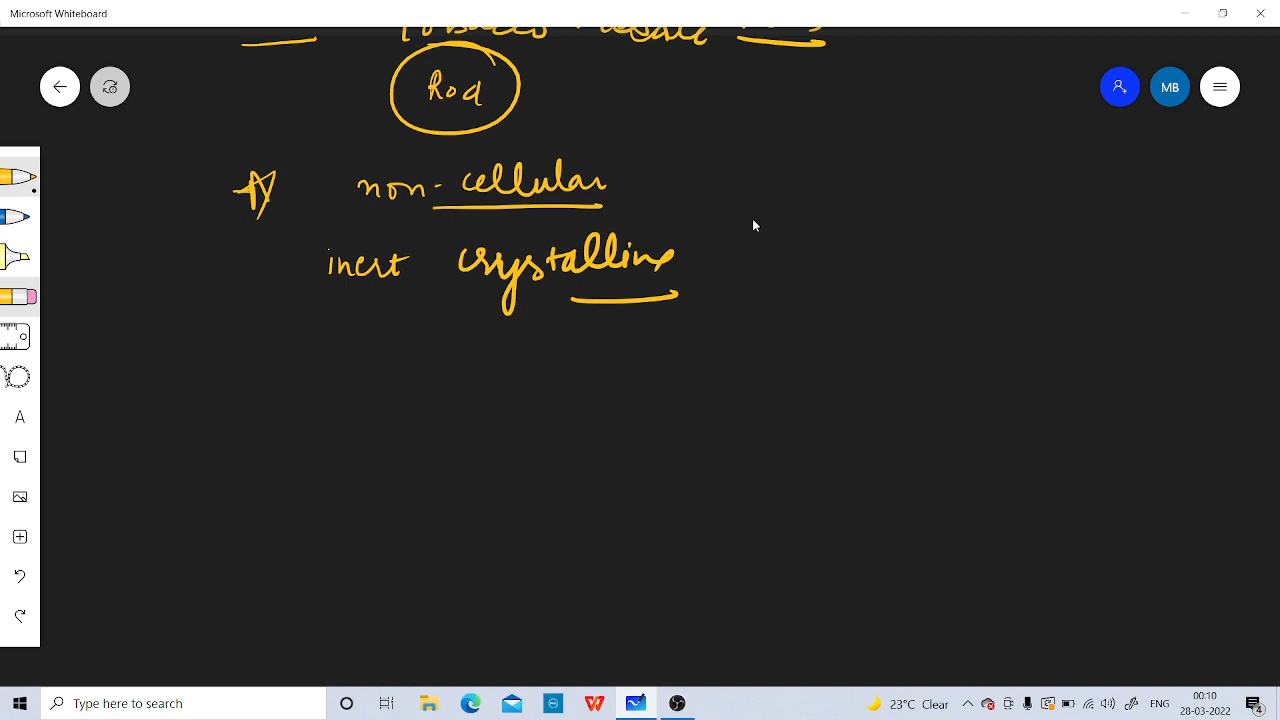 Microsoft Whiteboard
Rod
MB
non-cellular
inert crystalline
A
Type here to search
23°C Clear
00:10
28-03-2022
4